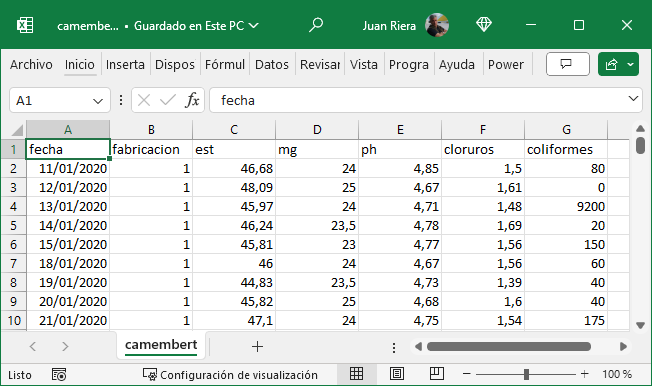 camembe... • Guardado en Este PC Juan Riera
Archivo Inicio Inserta Dispos Fórmul Datos Revisar Vista Progra Ayuda Power
A1 fx fecha
A B C D E F G
1 fecha fabricacion est mg ph cloruros coliformes
2 11/01/2020 1 46,68 24 4,85 1,5 80
3 12/01/2020 1 48,09 25 4,67 1,61 0
4 13/01/2020 1 45,97 24 4,71 1,48 9200
5 14/01/2020 1 46,24 23,5 4,78 1,69 20
6 15/01/2020 1 45,81 23 4,77 1,56 150
7 18/01/2020 1 46 24 4,67 1,56 60
8 19/01/2020 1 44,83 23,5 4,73 1,39 40
9 20/01/2020 1 45,82 25 4,68 1,6 40
10 21/01/2020 1 47,1 24 4,75 1,54 175
camembert
Listo Configuración de visualización 100 %